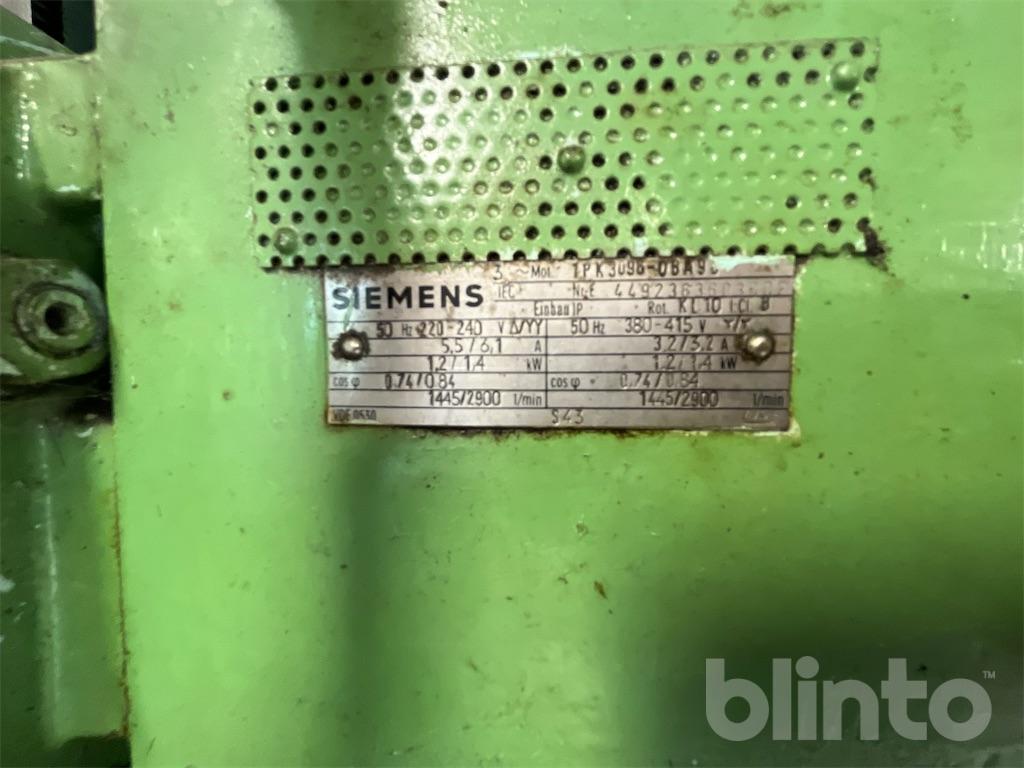 3 ~ Mot. 1PK3096-0BA9
SIEMENS IEC Nr. E
Einbau IP Rot. KL 10 I.Cl. B
50 Hz 220-240 V Δ/YY 50 Hz 380-415 V
5,5/6,1 A 3,2/3,2 A
1,2/1,4 kW 1,2/1,4 kW
cos φ 0,74/0,84 cos φ 0,74/0,84
1445/2900 1/min 1445/2900 1/min
VDE 0530 S43
blinto™